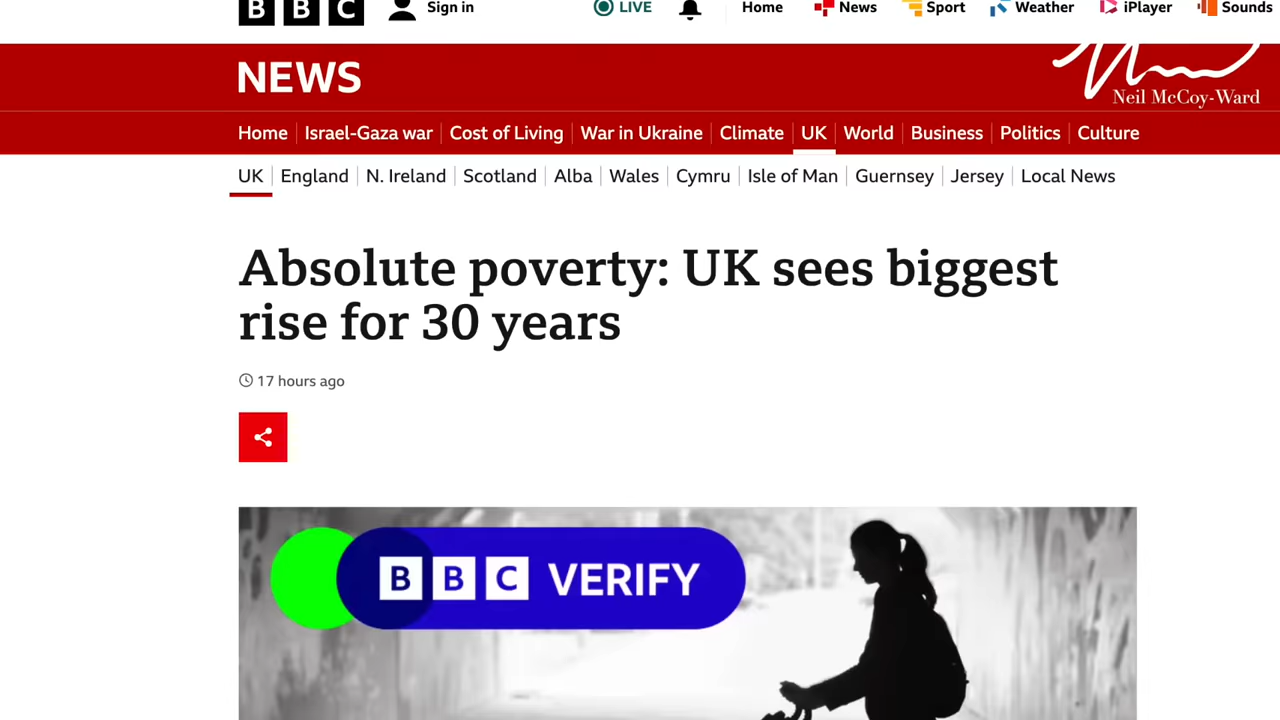 BBC Sign in LIVE Home News Sport Weather iPlayer Sounds
NEWS
Neil McCoy-Ward
Home Israel-Gaza war Cost of Living War in Ukraine Climate UK World Business Politics Culture
UK England N. Ireland Scotland Alba Wales Cymru Isle of Man Guernsey Jersey Local News
Absolute poverty: UK sees biggest
rise for 30 years
17 hours ago
BBC VERIFY